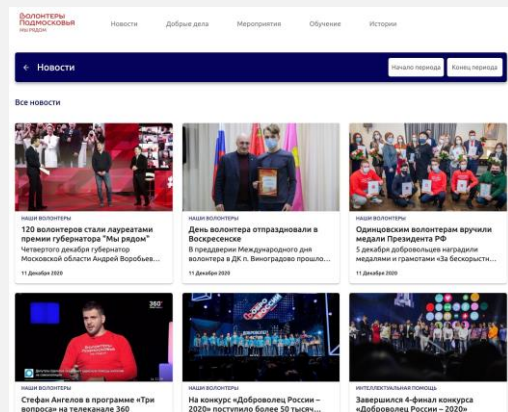 ВОЛОНТЕРЫ
ПОДМОСКОВЬЯ
МЫ РЯДОМ
Новости Добрые дела Мероприятия Обучение Истории
← Новости Начало периода Конец периода
Все новости
НАШИ ВОЛОНТЕРЫ
120 волонтеров стали лауреатами
премии губернатора "Мы рядом"
Четвертого декабря губернатор
Московской области Андрей Воробьев...
11 Декабря 2020
НАШИ ВОЛОНТЕРЫ
День волонтера отпраздновали в
Воскресенске
В преддверии Международного дня
волонтера в ДК п. Виноградово прошло...
11 Декабря 2020
НАШИ ВОЛОНТЕРЫ
Одинцовским волонтерам вручили
медали Президента РФ
5 декабря добровольцев наградили
медалями и грамотами «За бескорыстн...
11 Декабря 2020
360°
НАШИ ВОЛОНТЕРЫ
Стефан Ангелов в программе «Три
вопроса» на телеканале 360
НАШИ ВОЛОНТЕРЫ
На конкурс «Доброволец России –
2020» поступило более 50 тысяч...
ИНТЕЛЛЕКТУАЛЬНАЯ ПОМОЩЬ
Завершился 4-финал конкурса
«Доброволец России – 2020»